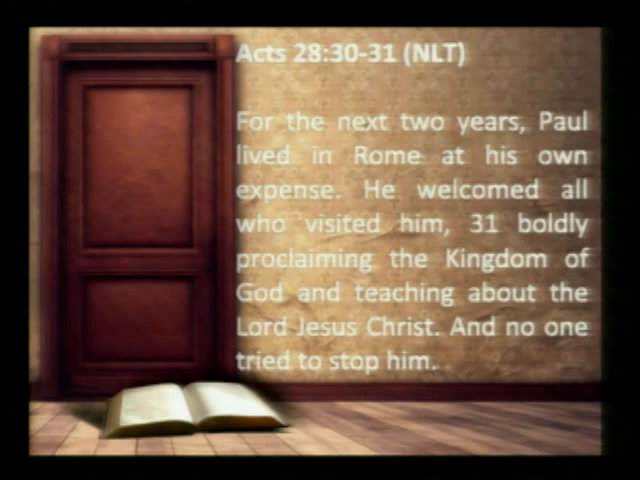 Acts 28:30-31 (NLT)
For the next two years, Paul
lived in Rome at his own
expense. He welcomed all
who visited him, 31 boldly
proclaiming the Kingdom of
God and teaching about the
Lord Jesus Christ. And no one
tried to stop him.